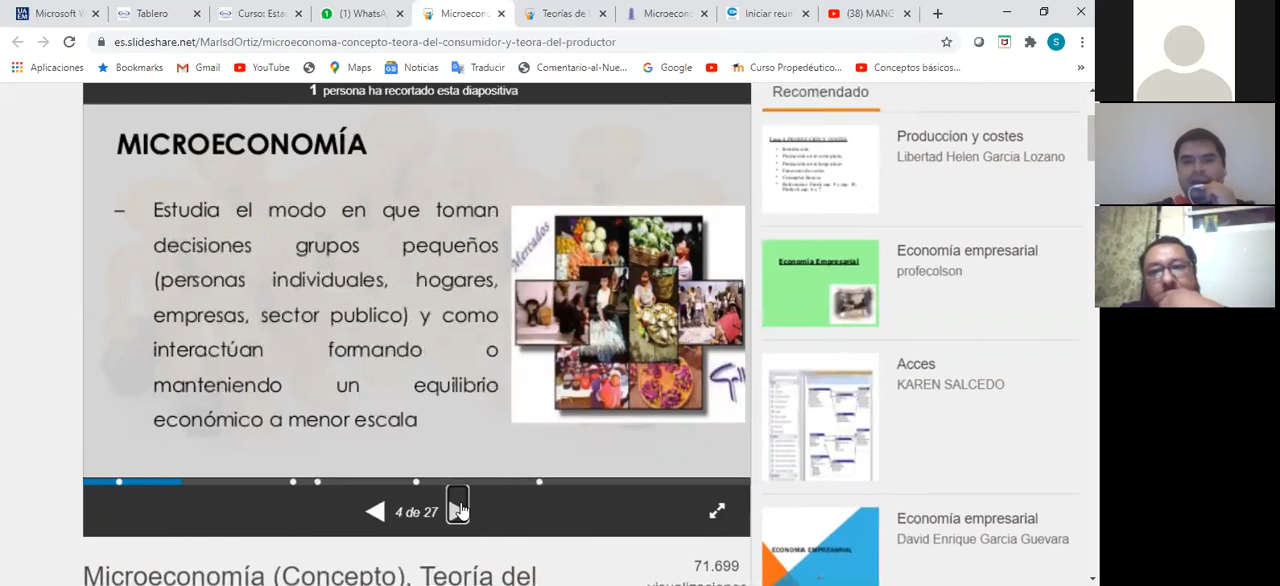 Microsoft W
Tablero
Curso: Esta
(1) WhatsA
Microecon
Teorías de l
Microecon
Iniciar reun
(38) MANG
es.slideshare.net/MarlsdOrtiz/microeconoma-concepto-teora-del-consumidor-y-teora-del-productor
S
Aplicaciones
Bookmarks
Gmail
YouTube
Maps
Noticias
Traducir
Comentario-al-Nue...
Google
Curso Propedéutico...
Conceptos básicos...
»
1 persona ha recortado esta diapositiva
MICROECONOMÍA
– Estudia el modo en que toman
decisiones grupos pequeños
(personas individuales, hogares,
empresas, sector publico) y como
interactúan formando o
manteniendo un equilibrio
económico a menor escala
Mercados
4 de 27
Microeconomía (Concepto). Teoría del
71.699
visualizaciones
Recomendado
Produccion y costes
Libertad Helen Garcia Lozano
Economía empresarial
profecolson
Economía Empresarial
Acces
KAREN SALCEDO
Economía empresarial
David Enrique Garcia Guevara
ECONOMIA EMPRESARIAL